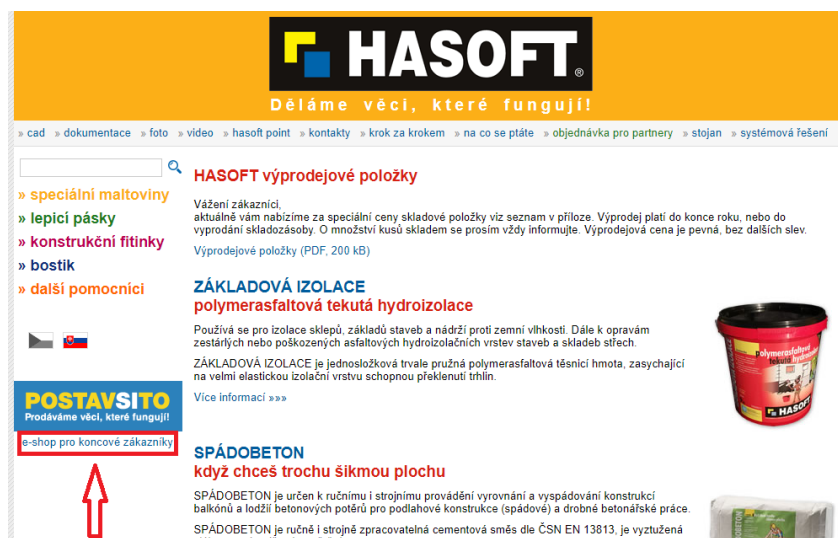 HASOFT®
Děláme věci, které fungují!
» cad » dokumentace » foto » video » hasoft point » kontakty » krok za krokem » na co se ptáte » objednávka pro partnery » stojan » systémová řešení
» speciální maltoviny
» lepicí pásky
» konstrukční fitinky
» bostik
» další pomocníci
POSTAVSITO
Prodáváme věci, které fungují!
e-shop pro koncové zákazníky
HASOFT výprodejové položky
Vážení zákazníci,
aktuálně vám nabízíme za speciální ceny skladové položky viz seznam v příloze. Výprodej platí do konce roku, nebo do
vyprodání skladozásoby. O množství kusů skladem se prosím vždy informujte. Výprodejová cena je pevná, bez dalších slev.
Výprodejové položky (PDF, 200 kB)
ZÁKLADOVÁ IZOLACE
polymerasfaltová tekutá hydroizolace
Používá se pro izolace sklepů, základů staveb a nádrží proti zemní vlhkosti. Dále k opravám
zestárlých nebo poškozených asfaltových hydroizolačních vrstev staveb a skladeb střech.
ZÁKLADOVÁ IZOLACE je jednosložková trvale pružná polymerasfaltová těsnicí hmota, zasychající
na velmi elastickou izolační vrstvu schopnou překlenutí trhlin.
Více informací »»»
polymerasfaltová
tekutá hydroizolace
HASOFT
SPÁDOBETON
když chceš trochu šikmou plochu
SPÁDOBETON je určen k ručnímu i strojnímu provádění vyrovnání a vyspádování konstrukcí
balkónů a lodžií betonových potěrů pro podlahové konstrukce (spádové) a drobné betonářské práce.
SPÁDOBETON je ručně i strojně zpracovatelná cementová směs dle ČSN EN 13813, je vyztužená